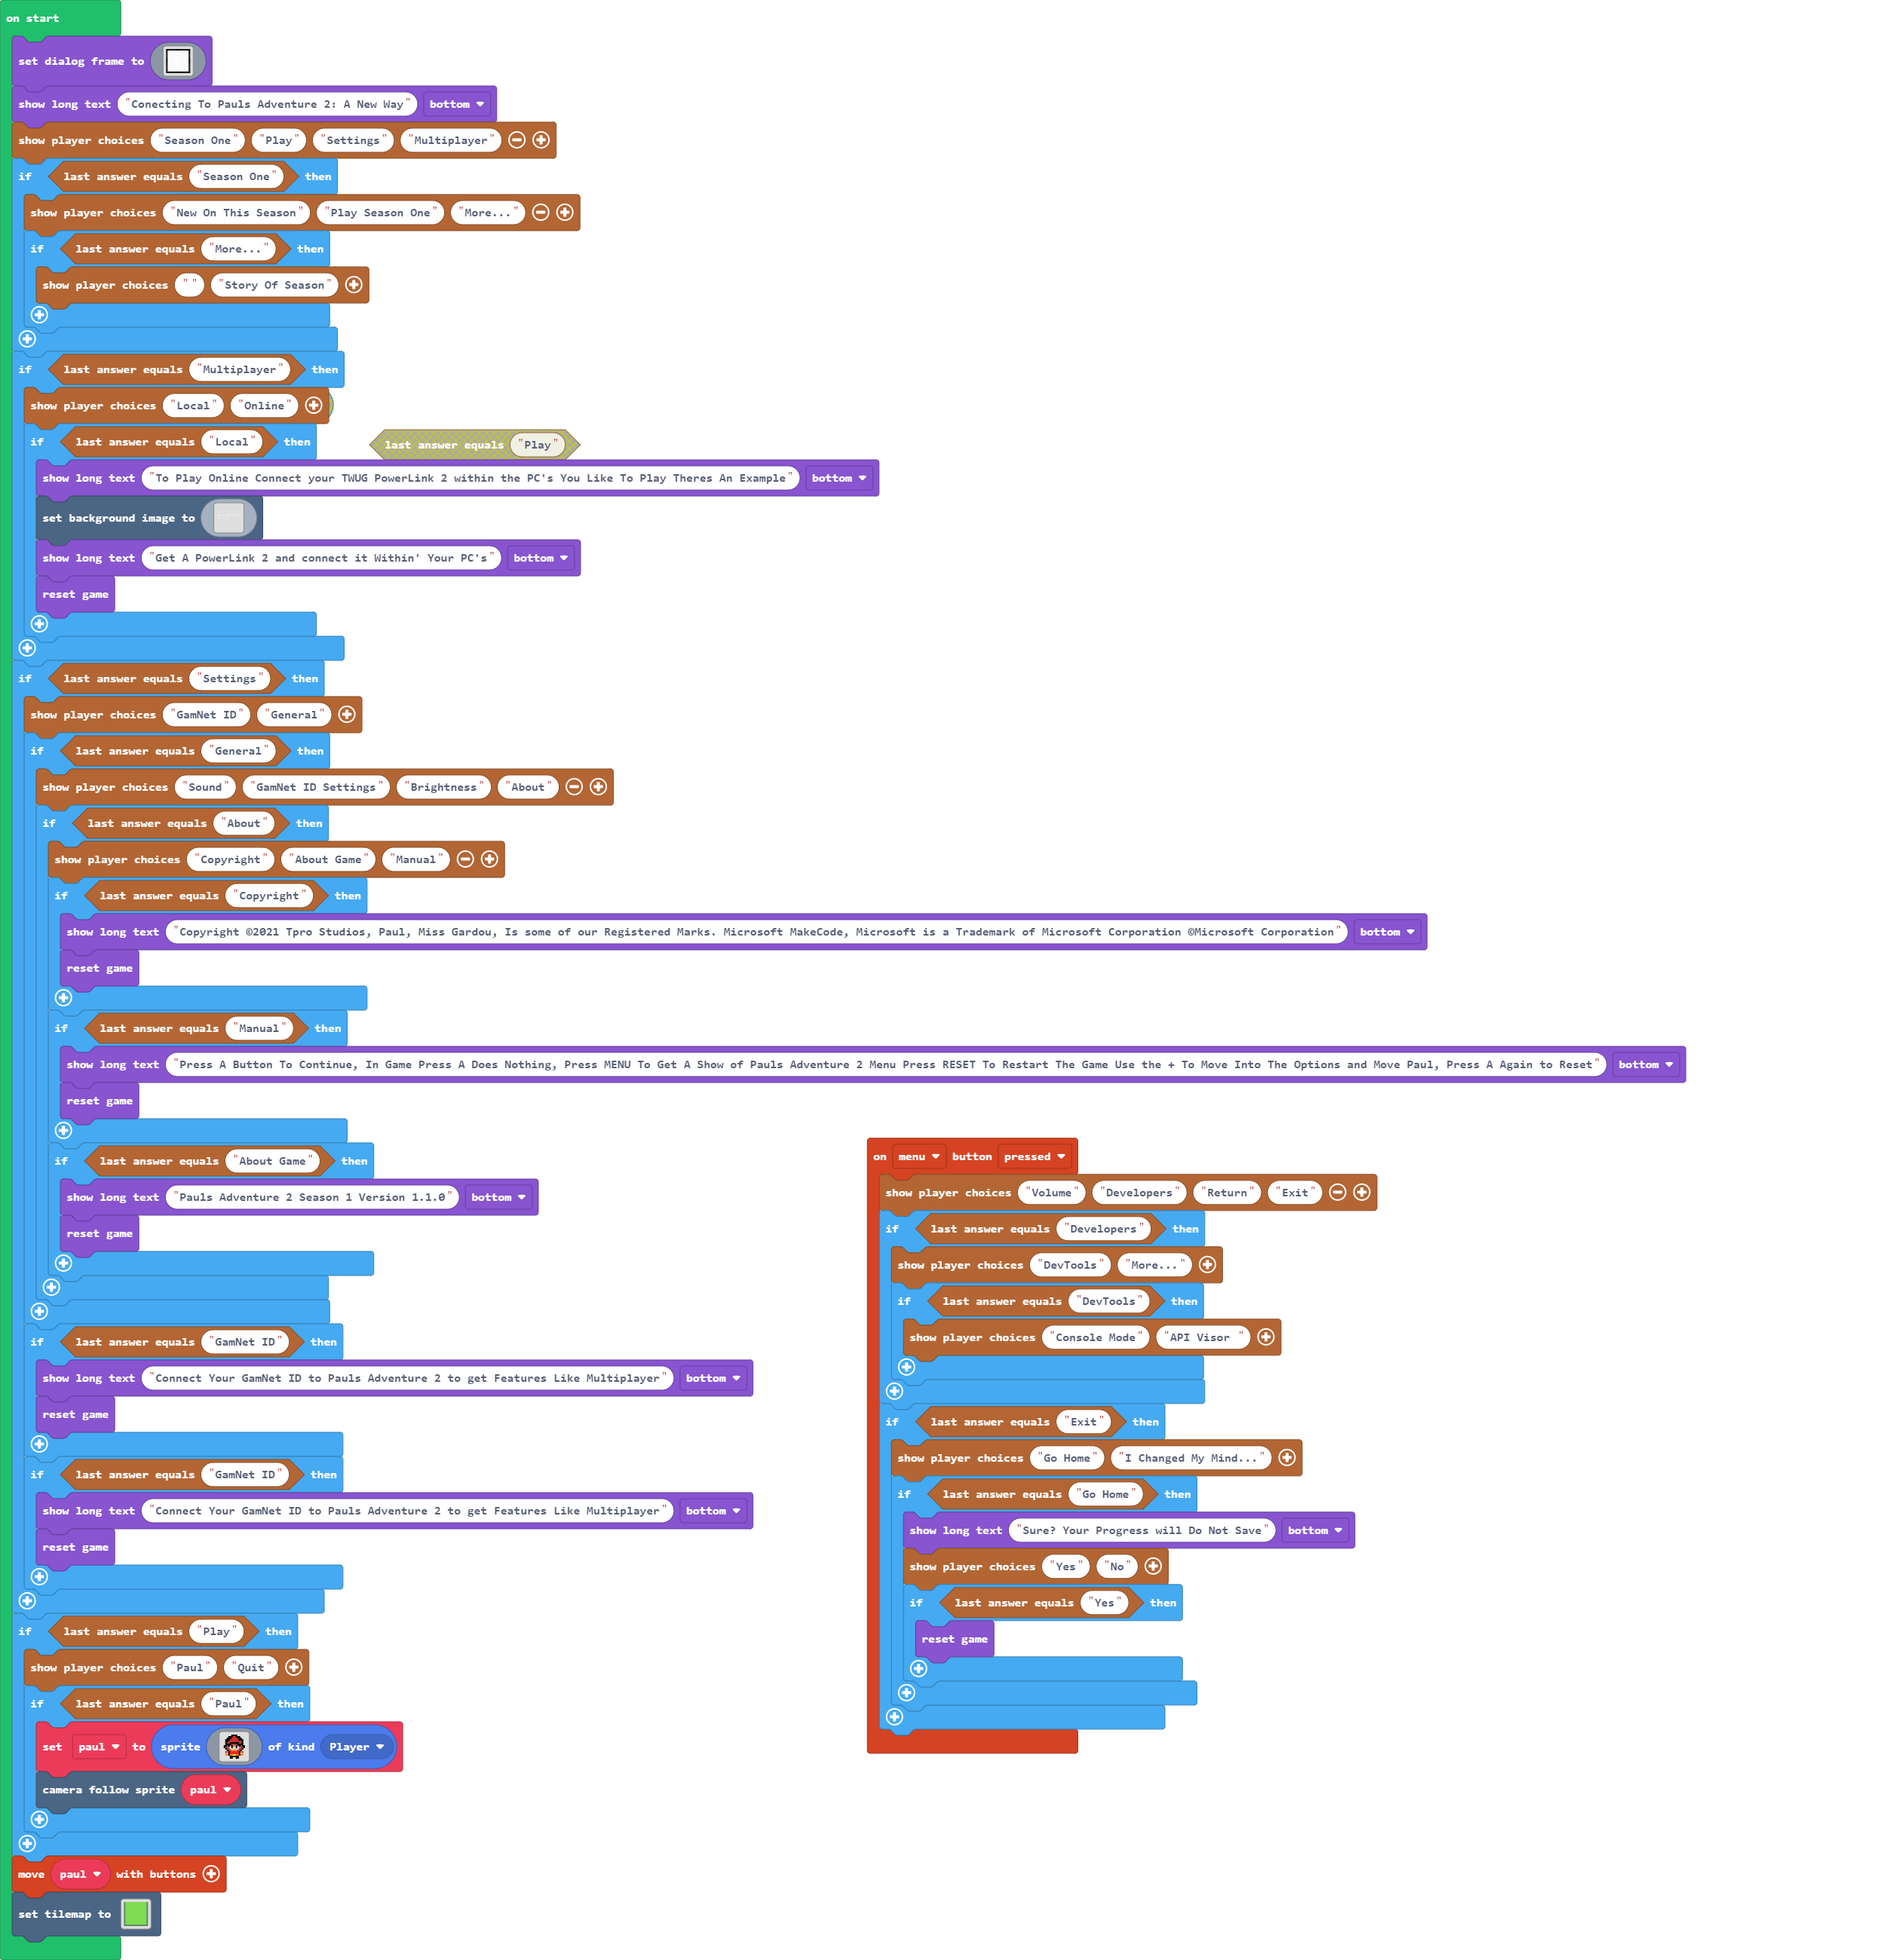 on start
set dialog frame to
show long text "Conecting To Pauls Adventure 2: A New Way" bottom
show player choices "Season One" "Play" "Settings" "Multiplayer"
if last answer equals "Season One" then
show player choices "New On This Season" "Play Season One" "More..."
if last answer equals "More..." then
show player choices " " "Story Of Season"
if last answer equals "Multiplayer" then
show player choices "Local" "Online"
if last answer equals "Local" then
last answer equals "Play"
show long text "To Play Online Connect your TWUG PowerLink 2 within the PC's You Like To Play Theres An Example" bottom
set background image to
show long text "Get A PowerLink 2 and connect it Within' Your PC's" bottom
reset game
if last answer equals "Settings" then
show player choices "GamNet ID" "General"
if last answer equals "General" then
show player choices "Sound" "GamNet ID Settings" "Brightness" "About"
if last answer equals "About" then
show player choices "Copyright" "About Game" "Manual"
if last answer equals "Copyright" then
show long text "Copyright ©2021 Tpro Studios, Paul, Miss Gardou, Is some of our Registered Marks. Microsoft MakeCode, Microsoft is a Trademark of Microsoft Corporation ©Microsoft Corporation" bottom
reset game
if last answer equals "Manual" then
show long text "Press A Button To Continue, In Game Press A Does Nothing, Press MENU To Get A Show of Pauls Adventure 2 Menu Press RESET To Restart The Game Use the + To Move Into The Options and Move Paul, Press A Again to Reset" bottom
reset game
if last answer equals "About Game" then
show long text "Pauls Adventure 2 Season 1 Version 1.1.0" bottom
reset game
if last answer equals "GamNet ID" then
show long text "Connect Your GamNet ID to Pauls Adventure 2 to get Features Like Multiplayer" bottom
reset game
if last answer equals "GamNet ID" then
show long text "Connect Your GamNet ID to Pauls Adventure 2 to get Features Like Multiplayer" bottom
reset game
if last answer equals "Play" then
show player choices "Paul" "Quit"
if last answer equals "Paul" then
set paul to sprite of kind Player
camera follow sprite paul
move paul with buttons
set tilemap to
on menu button pressed
show player choices "Volume" "Developers" "Return" "Exit"
if last answer equals "Developers" then
show player choices "DevTools" "More..."
if last answer equals "DevTools" then
show player choices "Console Mode" "API Visor "
if last answer equals "Exit" then
show player choices "Go Home" "I Changed My Mind..."
if last answer equals "Go Home" then
show long text "Sure? Your Progress will Do Not Save" bottom
show player choices "Yes" "No"
if last answer equals "Yes" then
reset game